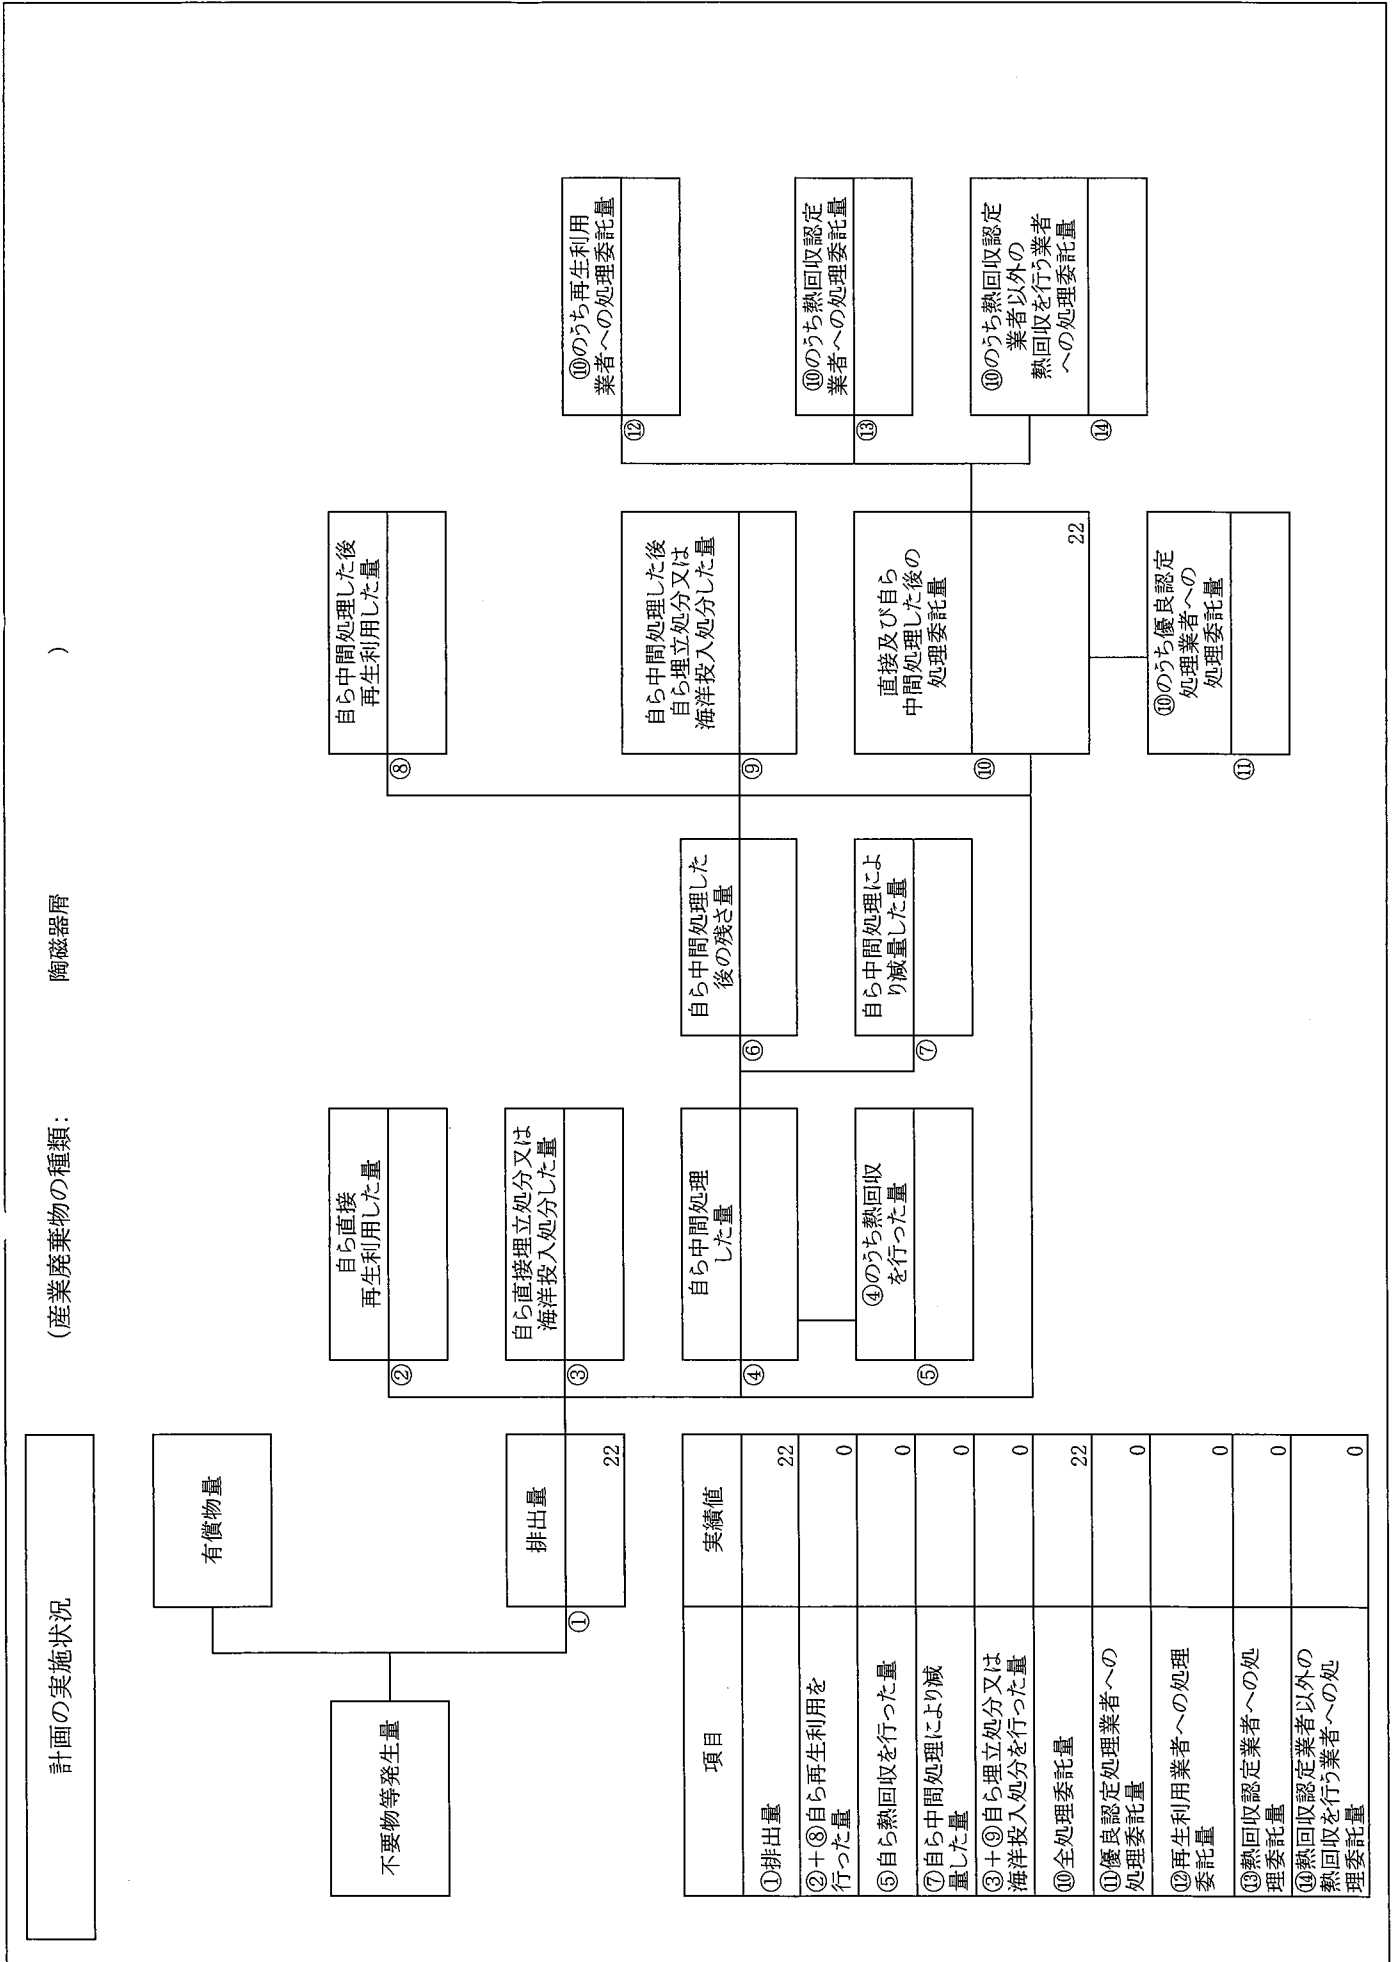 計画の実施状況
(産業廃棄物の種類: 陶磁器屑 )
有償物量
不要物等発生量
①
排出量
22
②
自ら直接
再生利用した量
③
自ら直接埋立処分又は
海洋投入処分した量
④
自ら中間処理
した量
⑤
④のうち熱回収
を行った量
⑥
自ら中間処理した
後の残さ量
⑦
自ら中間処理によ
り減量した量
⑧
自ら中間処理した後
再生利用した量
⑨
自ら中間処理した後
自ら埋立処分又は
海洋投入処分した量
⑩
直接及び自ら
中間処理した後の
処理委託量
22
⑪
⑩のうち優良認定
処理業者への
処理委託量
⑫
⑩のうち再生利用
業者への処理委託量
⑬
⑩のうち熱回収認定
業者への処理委託量
⑭
⑩のうち熱回収認定
業者以外の
熱回収を行う業者
への処理委託量
項目 実績値
①排出量 22
②+⑧自ら再生利用を
行った量 0
⑤自ら熱回収を行った量 0
⑦自ら中間処理により減
量した量 0
③+⑨自ら埋立処分又は
海洋投入処分を行った量 0
⑩全処理委託量 22
⑪優良認定処理業者への
処理委託量 0
⑫再生利用業者への処理
委託量 0
⑬熱回収認定業者への処
理委託量 0
⑭熱回収認定業者以外の
熱回収を行う業者への処
理委託量 0